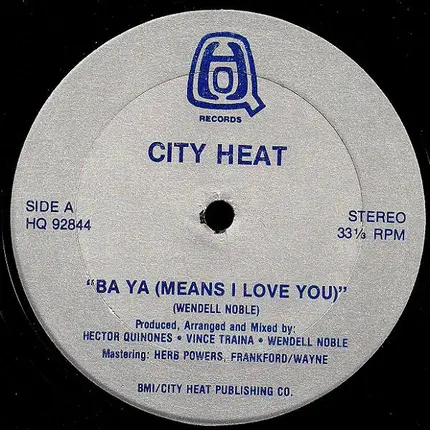 HQ
RECORDS
CITY HEAT
SIDE A
HQ 92844
STEREO
33⅓ RPM
"BA YA (MEANS I LOVE YOU)"
(WENDELL NOBLE)
Produced, Arranged and Mixed by:
HECTOR QUINONES • VINCE TRAINA • WENDELL NOBLE
Mastering: HERB POWERS, FRANKFORD/WAYNE
BMI/CITY HEAT PUBLISHING CO.